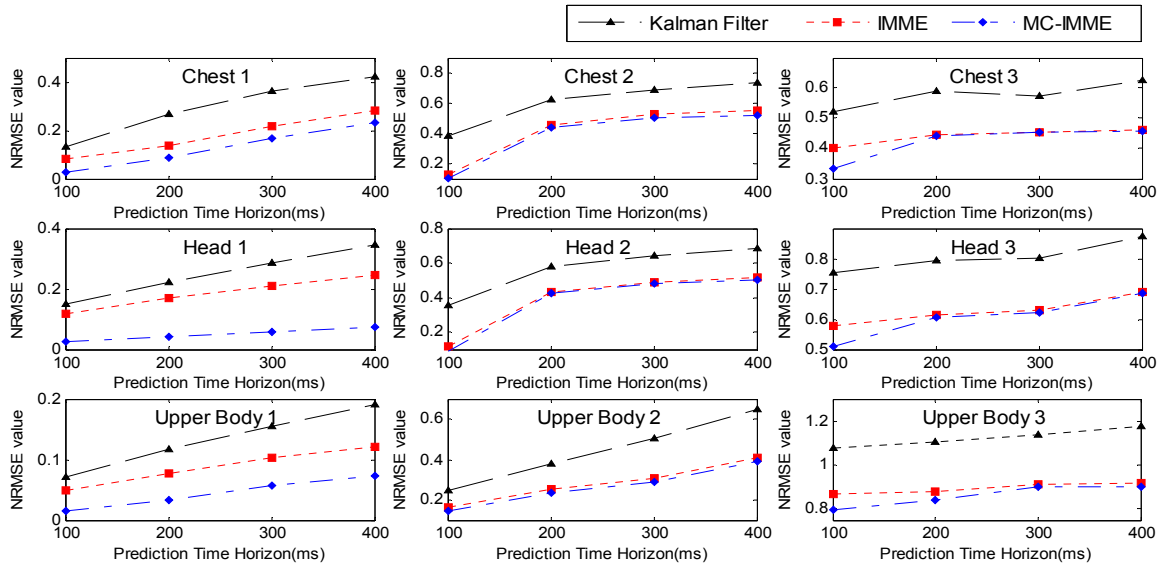 Kalman Filter IMME MC-IMME
Chest 1 Chest 2 Chest 3
NRMSE value NRMSE value NRMSE value
0.4 0.2 0
0.8 0.6 0.4 0.2
0.6 0.5 0.4 0.3
100 200 300 400 100 200 300 400 100 200 300 400
Prediction Time Horizon(ms) Prediction Time Horizon(ms) Prediction Time Horizon(ms)
Head 1 Head 2 Head 3
NRMSE value NRMSE value NRMSE value
0.4 0.2 0
0.8 0.6 0.4 0.2
0.8 0.7 0.6 0.5
100 200 300 400 100 200 300 400 100 200 300 400
Prediction Time Horizon(ms) Prediction Time Horizon(ms) Prediction Time Horizon(ms)
Upper Body 1 Upper Body 2 Upper Body 3
NRMSE value NRMSE value NRMSE value
0.2 0.1 0
0.6 0.4 0.2
1.2 1 0.8
100 200 300 400 100 200 300 400 100 200 300 400
Prediction Time Horizon(ms) Prediction Time Horizon(ms) Prediction Time Horizon(ms)